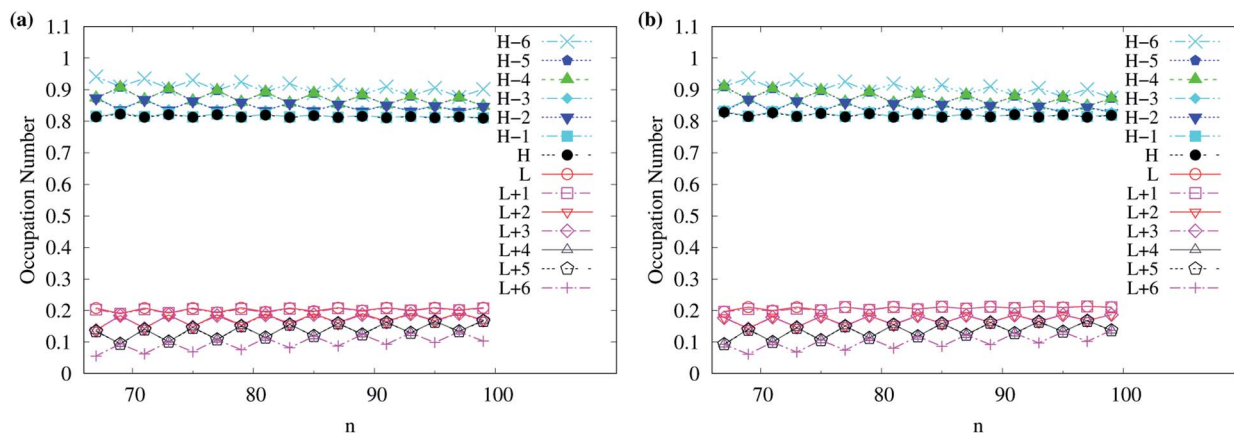 (a)
Occupation Number
1.1
1
0.9
0.8
0.7
0.6
0.5
0.4
0.3
0.2
0.1
0
H−6
H−5
H−4
H−3
H−2
H−1
H
L
L+1
L+2
L+3
L+4
L+5
L+6
70 80 90 100
n
(b)
Occupation Number
1.1
1
0.9
0.8
0.7
0.6
0.5
0.4
0.3
0.2
0.1
0
H−6
H−5
H−4
H−3
H−2
H−1
H
L
L+1
L+2
L+3
L+4
L+5
L+6
70 80 90 100
n